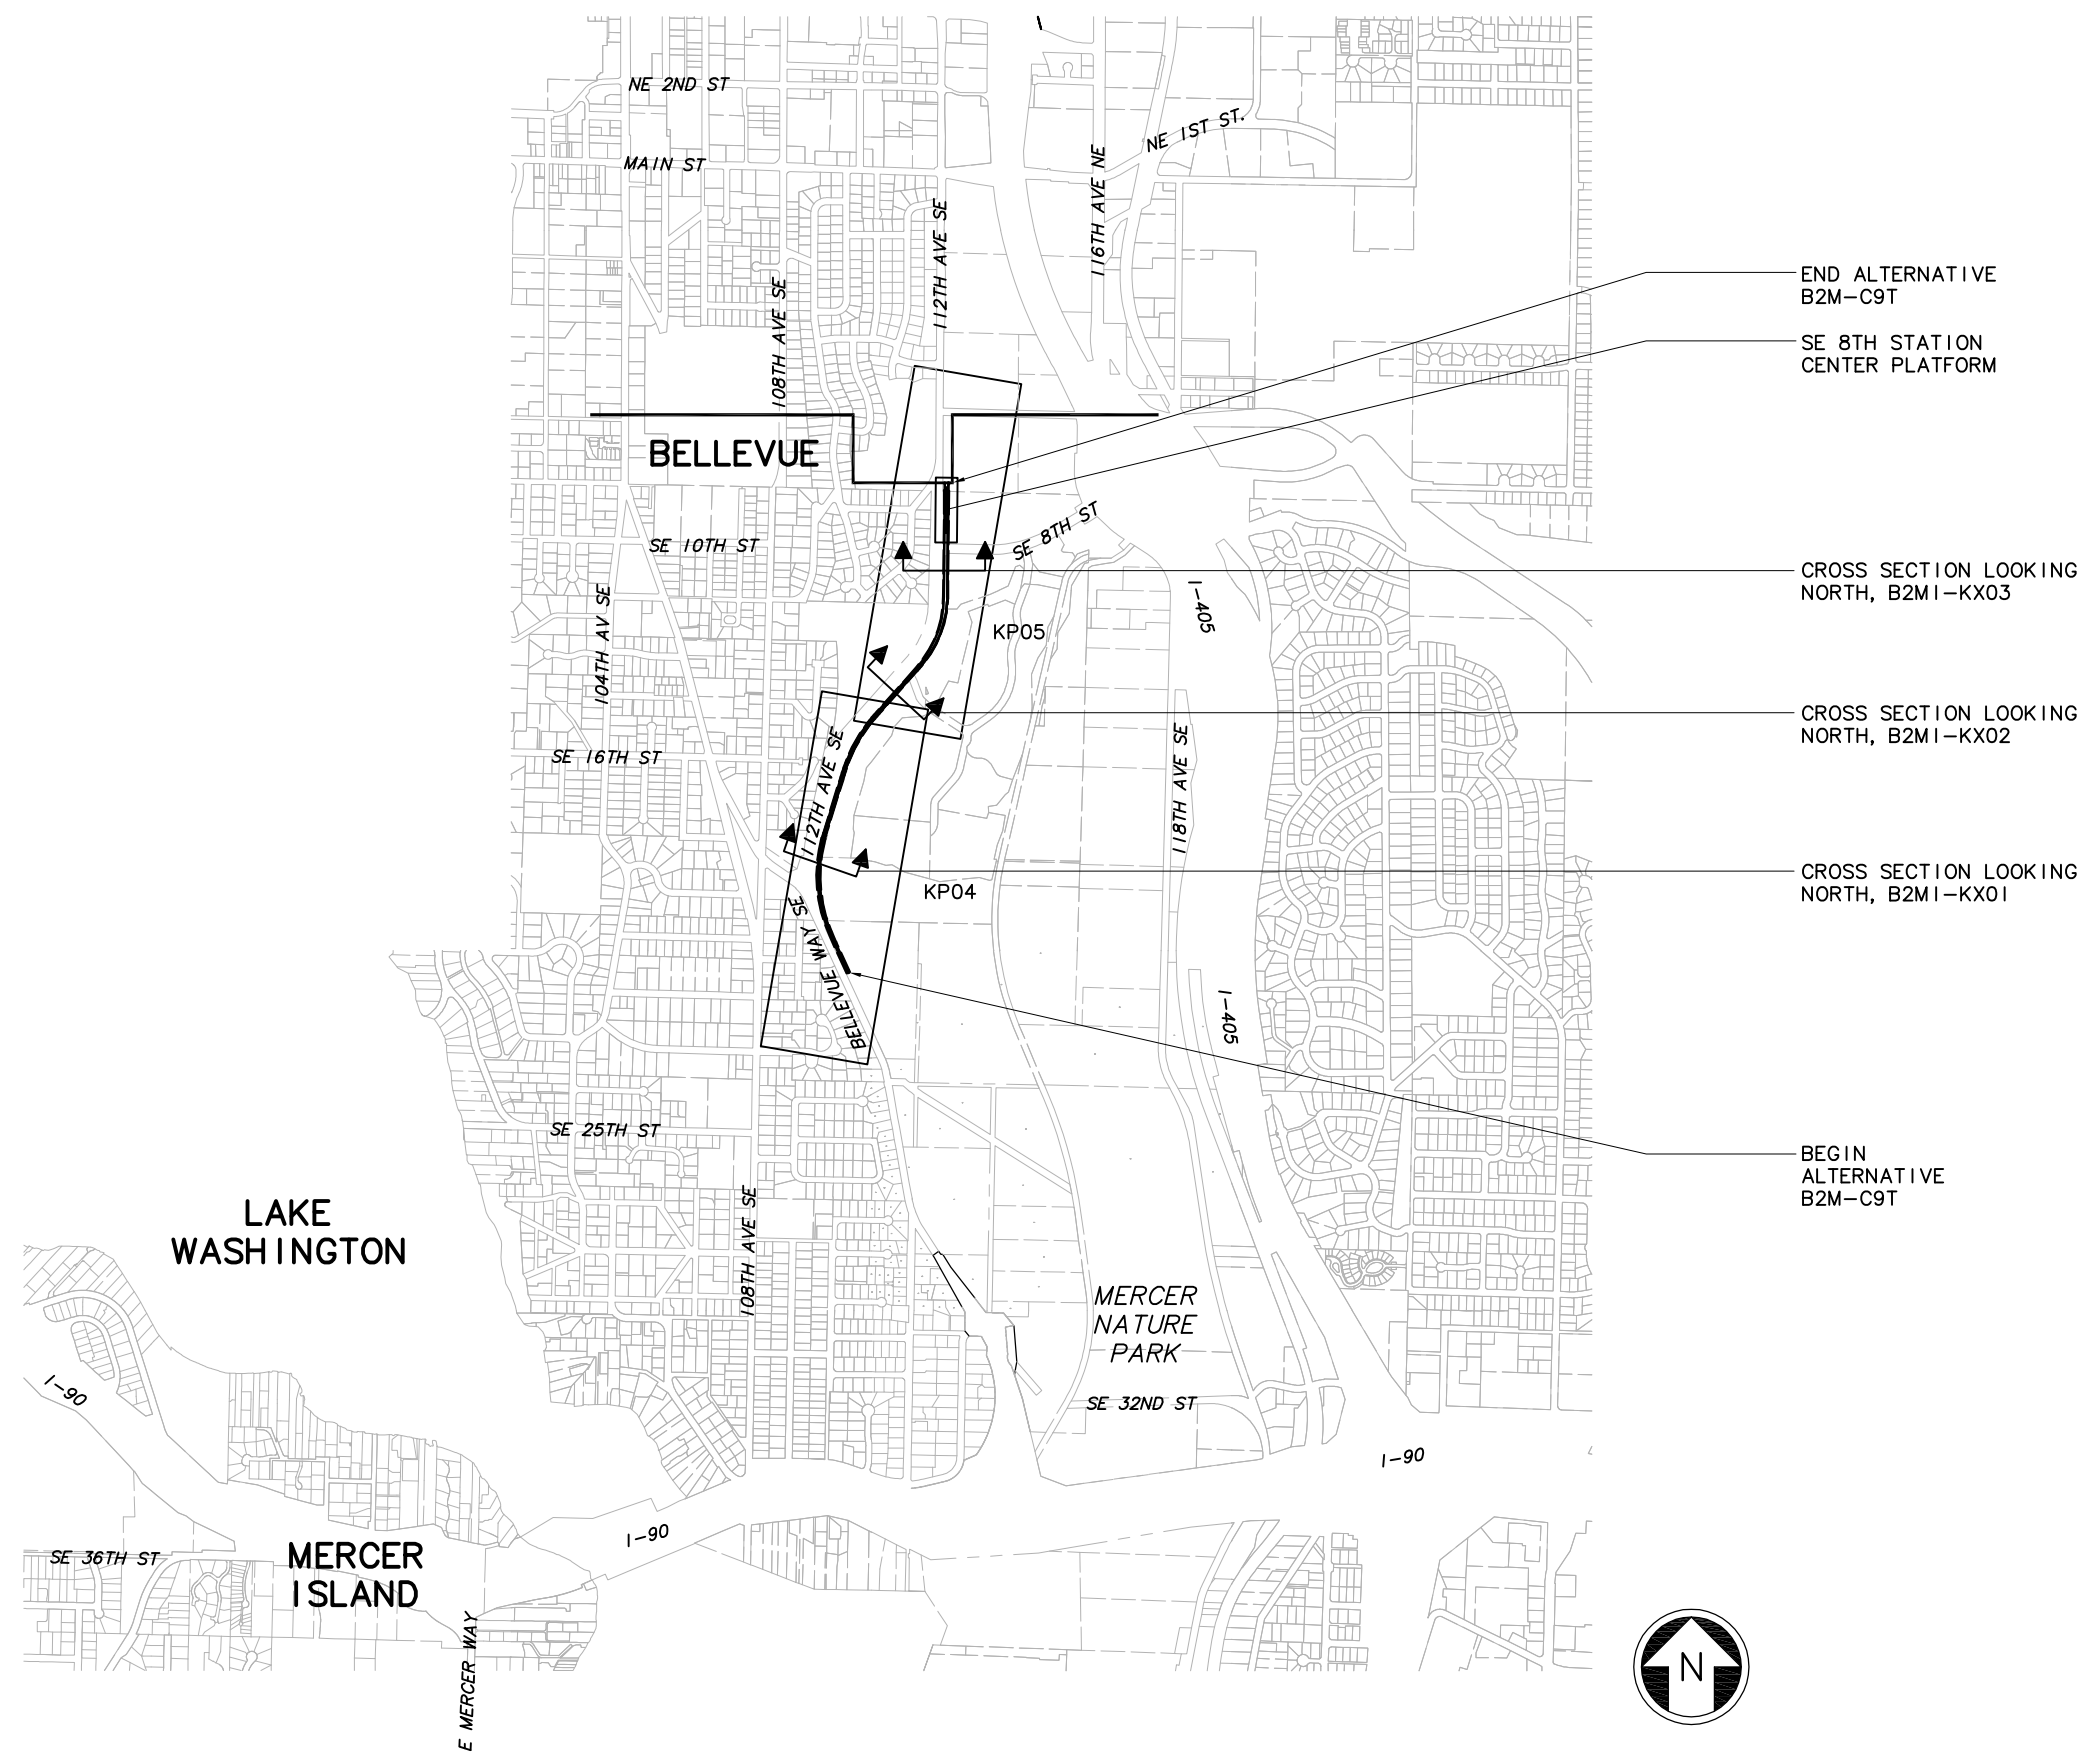 NE 2ND ST
NE 1ST ST.
MAIN ST
116TH AVE NE
112TH AVE SE
108TH AVE SE
END ALTERNATIVE
B2M-C9T
SE 8TH STATION
CENTER PLATFORM
BELLEVUE
SE 8TH ST
SE 10TH ST
CROSS SECTION LOOKING
NORTH, B2MI-KX03
104TH AV SE
I-405
KP05
CROSS SECTION LOOKING
NORTH, B2MI-KX02
SE 16TH ST
112TH AVE SE
118TH AVE SE
CROSS SECTION LOOKING
NORTH, B2MI-KX01
KP04
BELLEVUE WAY SE
I-405
SE 25TH ST
BEGIN
ALTERNATIVE
B2M-C9T
LAKE
WASHINGTON
108TH AVE SE
MERCER
NATURE
PARK
I-90
SE 32ND ST
I-90
I-90
SE 36TH ST
MERCER
ISLAND
E MERCER WAY
N